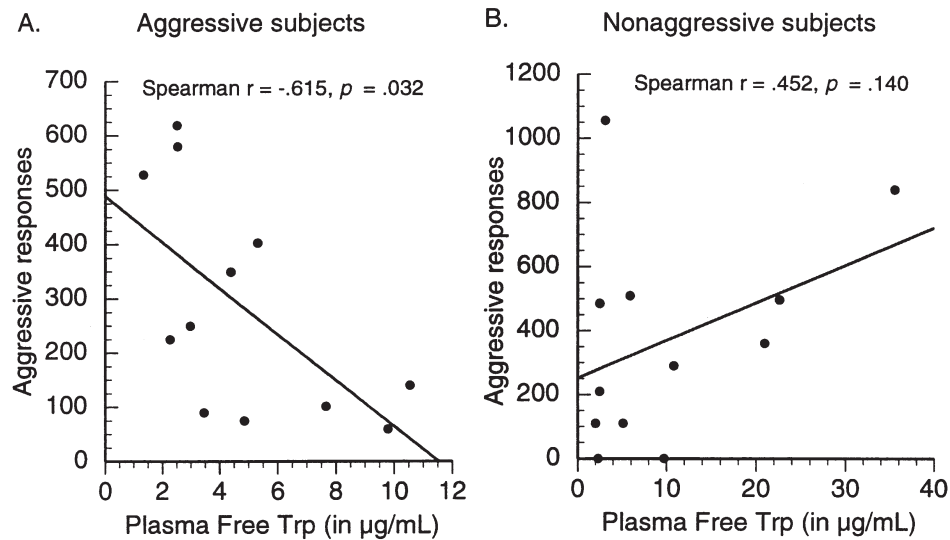 A.
Aggressive subjects
Spearman r = -.615, p = .032
Aggressive responses
700
600
500
400
300
200
100
0
0 2 4 6 8 10 12
Plasma Free Trp (in µg/mL)
B.
Nonaggressive subjects
Spearman r = .452, p = .140
Aggressive responses
1200
1000
800
600
400
200
0
0 10 20 30 40
Plasma Free Trp (in µg/mL)